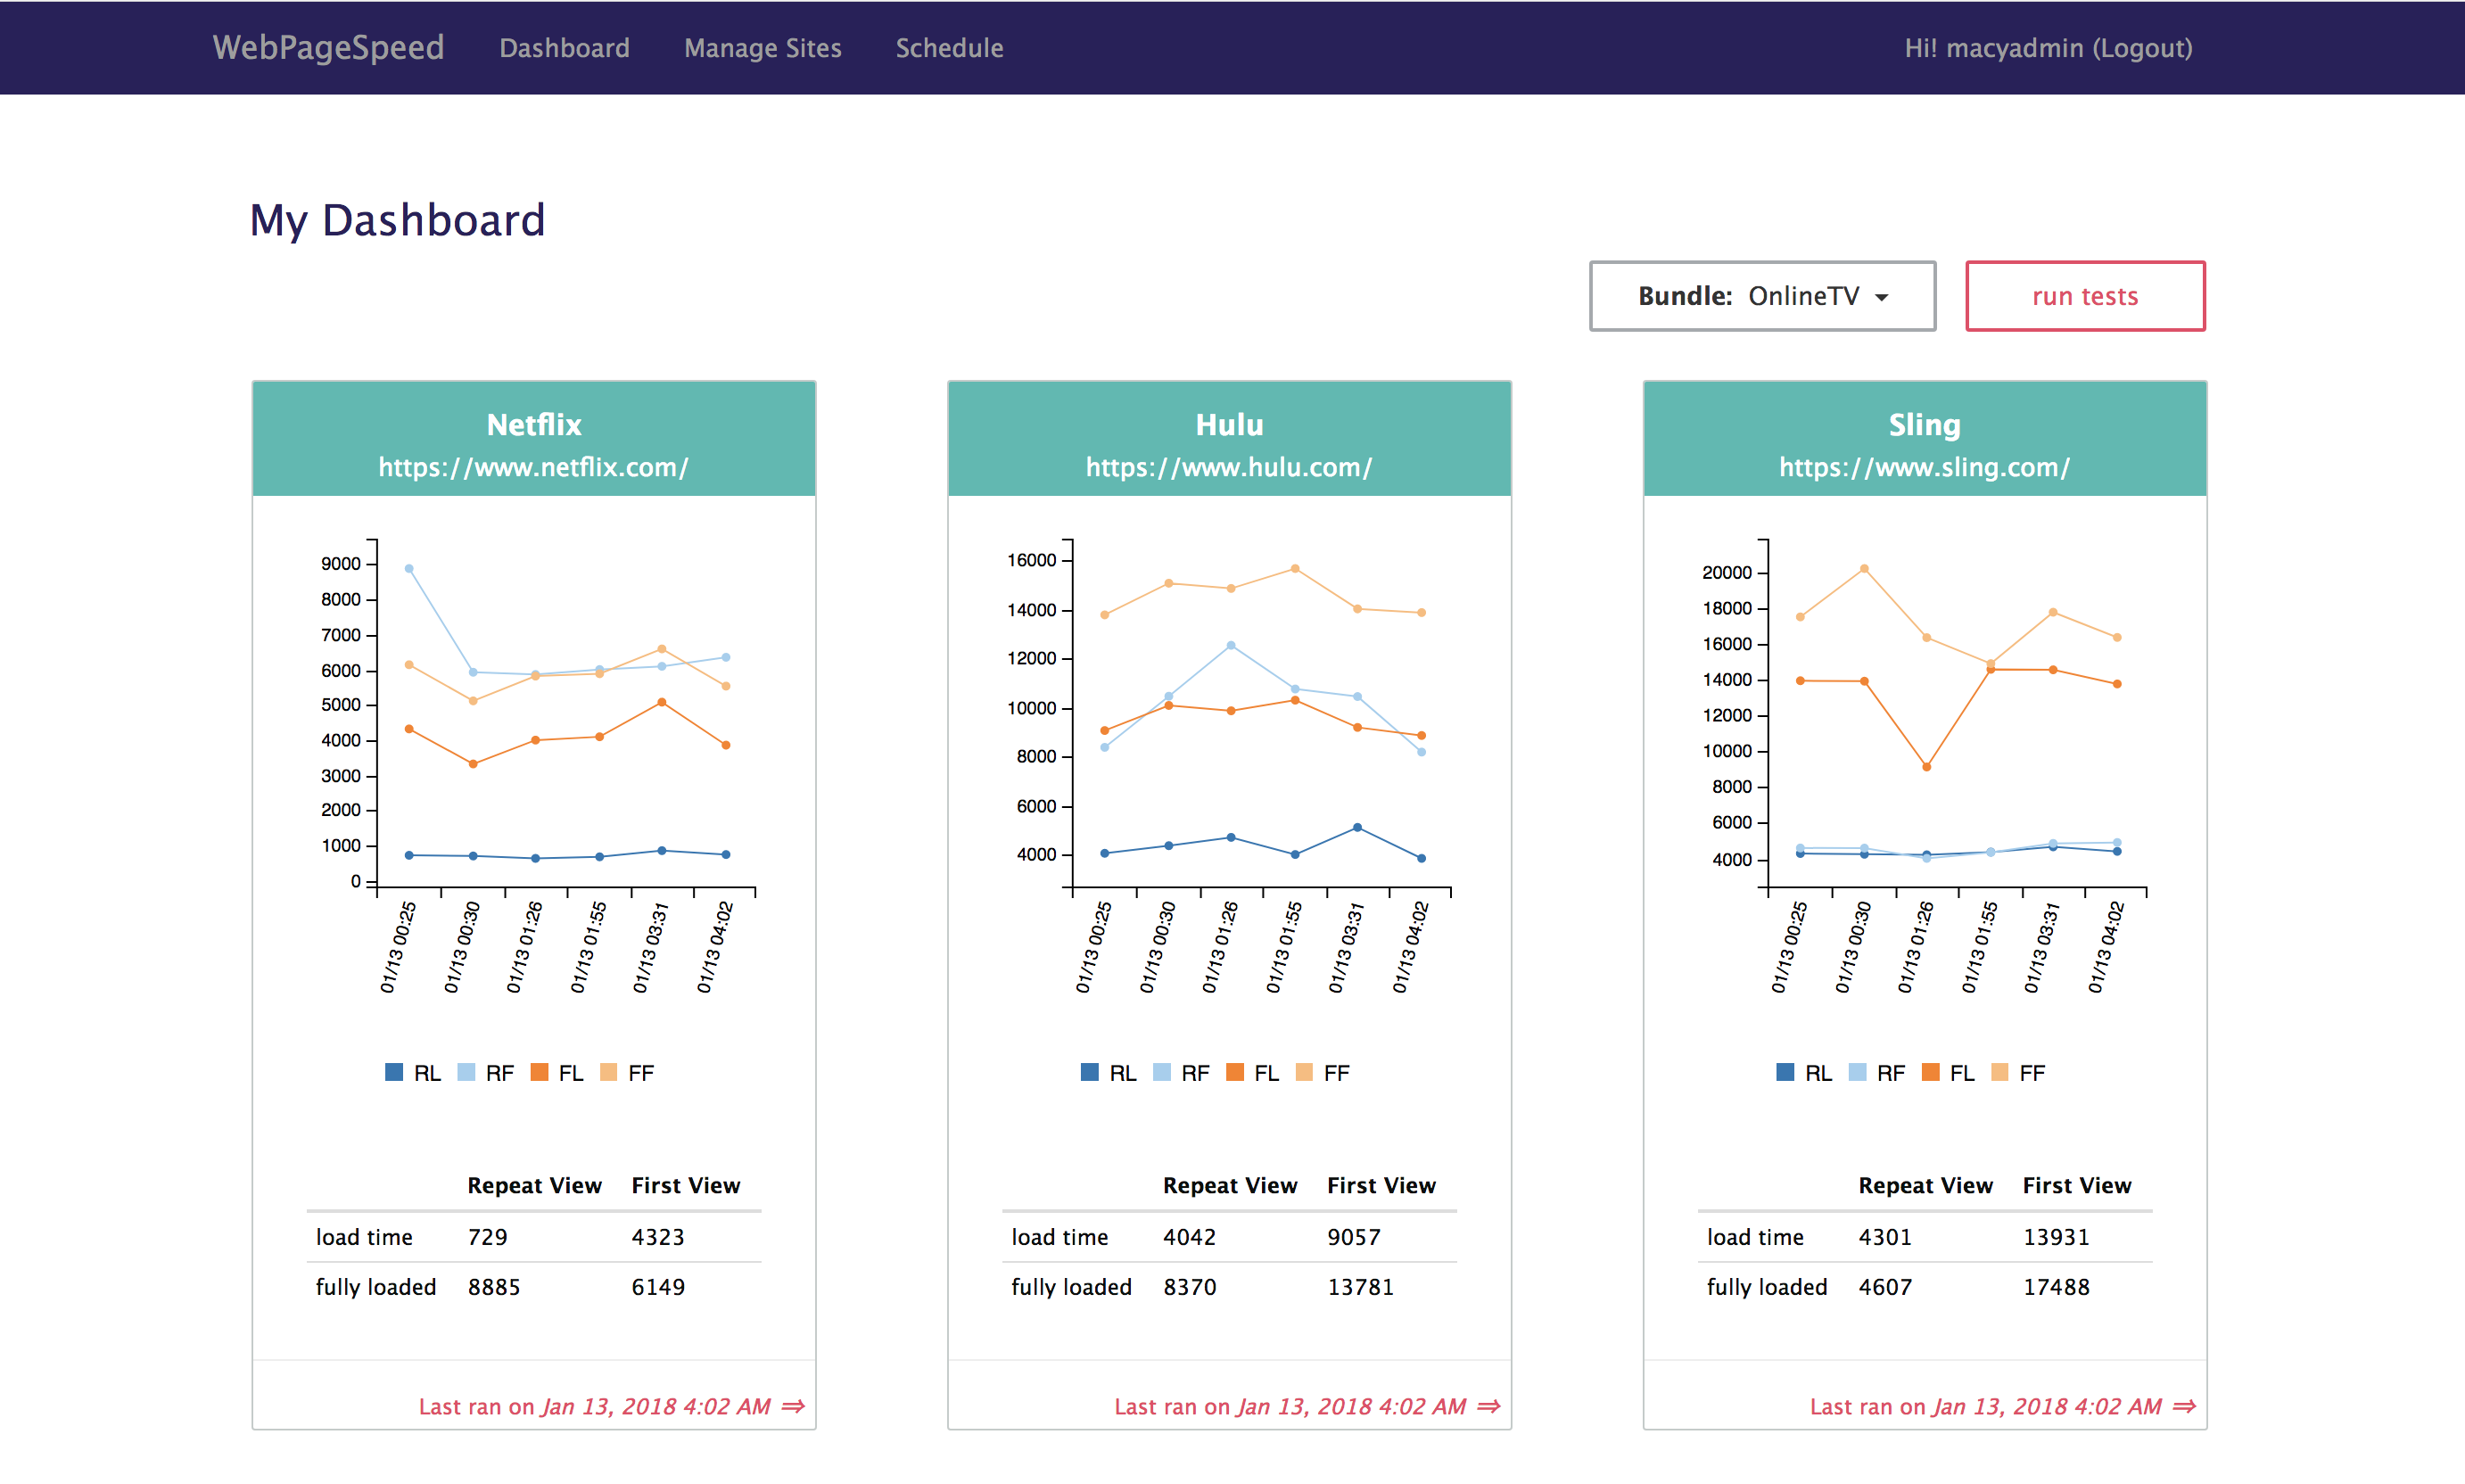 WebPageSpeed Dashboard Manage Sites Schedule Hi! macyadmin (Logout)
My Dashboard
Bundle: OnlineTV run tests
Netflix
https://www.netflix.com/
9000
8000
7000
6000
5000
4000
3000
2000
1000
0
01/13 00:25
01/13 00:30
01/13 01:26
01/13 01:55
01/13 03:31
01/13 04:02
RL RF FL FF
Repeat View First View
load time 729 4323
fully loaded 8885 6149
Last ran on Jan 13, 2018 4:02 AM ⇒
Hulu
https://www.hulu.com/
16000
14000
12000
10000
8000
6000
4000
01/13 00:25
01/13 00:30
01/13 01:26
01/13 01:55
01/13 03:31
01/13 04:02
RL RF FL FF
Repeat View First View
load time 4042 9057
fully loaded 8370 13781
Last ran on Jan 13, 2018 4:02 AM ⇒
Sling
https://www.sling.com/
20000
18000
16000
14000
12000
10000
8000
6000
4000
01/13 00:25
01/13 00:30
01/13 01:26
01/13 01:55
01/13 03:31
01/13 04:02
RL RF FL FF
Repeat View First View
load time 4301 13931
fully loaded 4607 17488
Last ran on Jan 13, 2018 4:02 AM ⇒